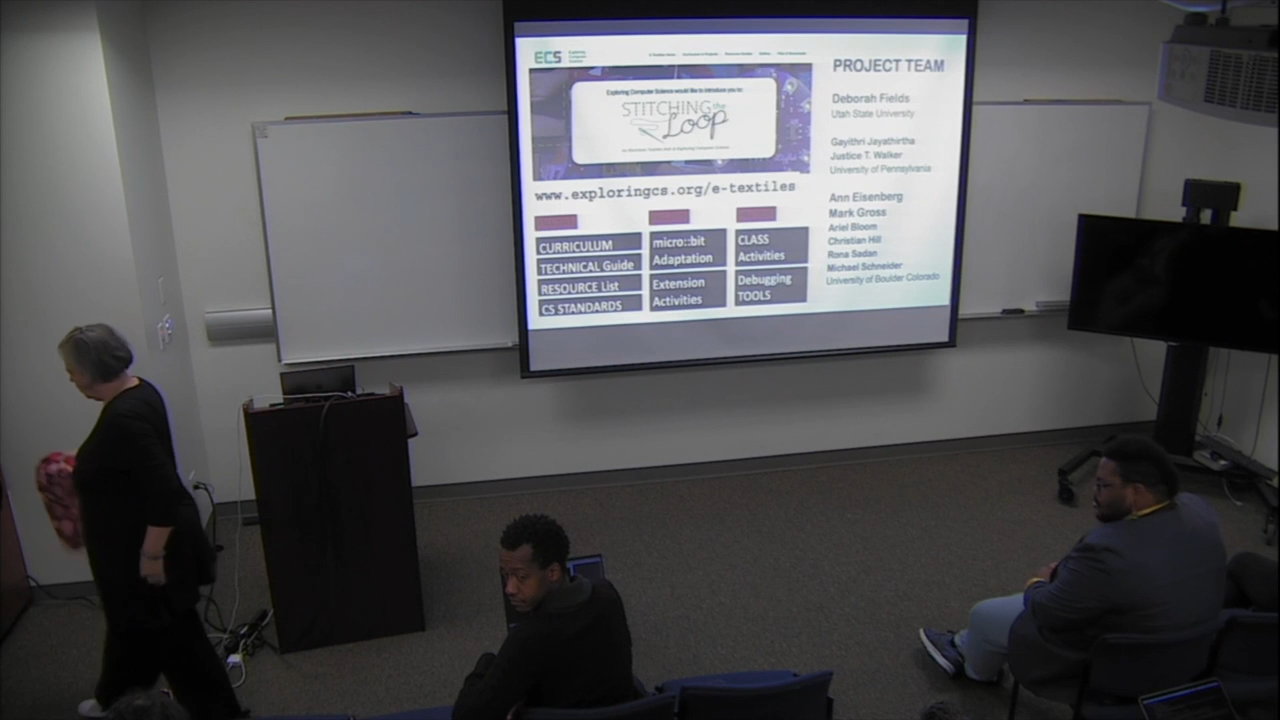 ECS Exploring Computer Science
Exploring Computer Science would like to introduce you to:
STITCHING the
Loop
www.exploringcs.org/e-textiles
CURRICULUM
TECHNICAL Guide
RESOURCE List
CS STANDARDS
micro::bit
Adaptation
Extension
Activities
CLASS
Activities
Debugging
TOOLS
PROJECT TEAM
Deborah Fields
Utah State University
Gayithri Jayathirtha
Justice T. Walker
University of Pennsylvania
Ann Eisenberg
Mark Gross
Ariel Bloom
Christian Hill
Rona Sadan
Michael Schneider
University of Boulder Colorado